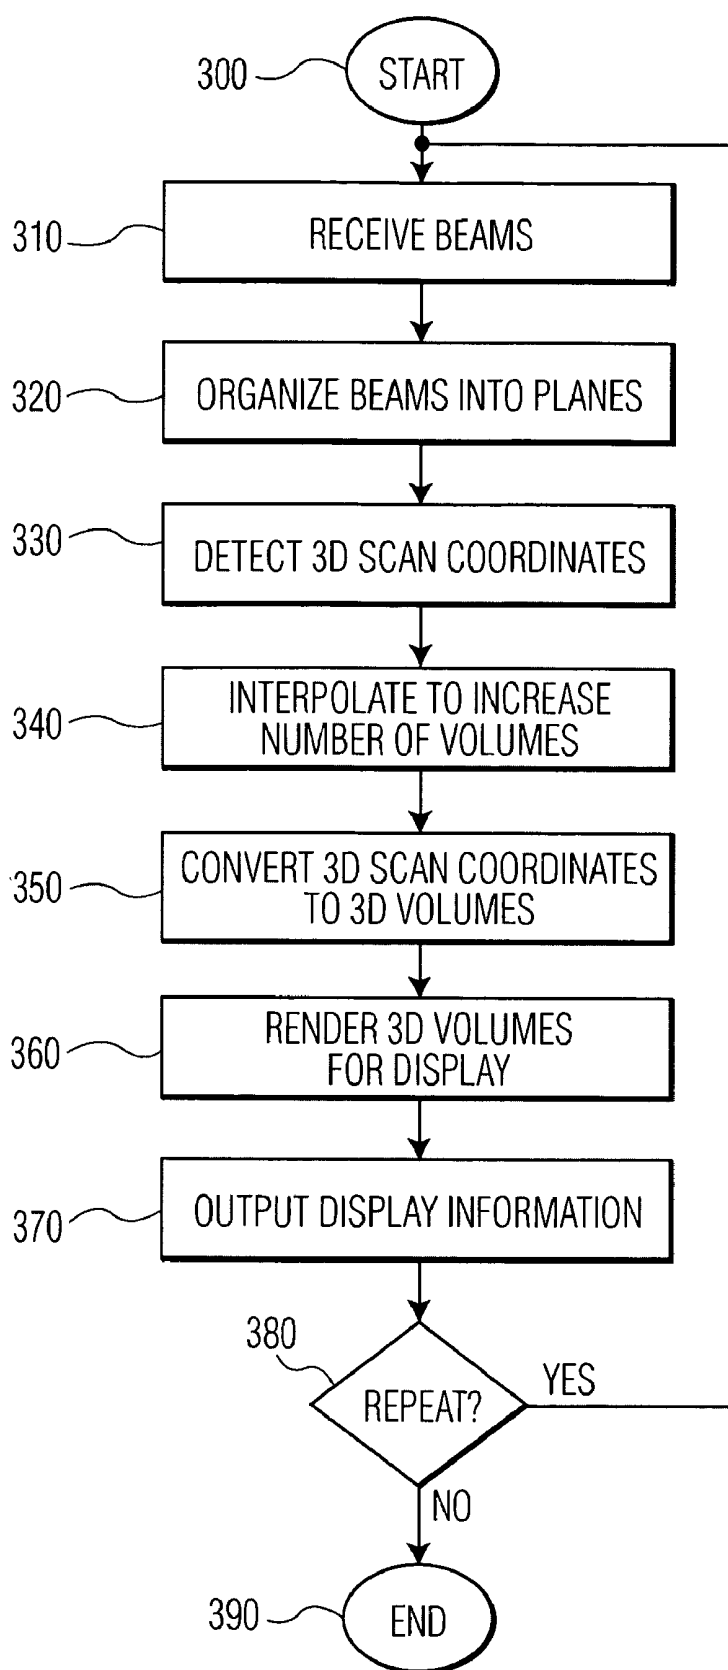 300
START
310
RECEIVE BEAMS
320
ORGANIZE BEAMS INTO PLANES
330
DETECT 3D SCAN COORDINATES
340
INTERPOLATE TO INCREASE
NUMBER OF VOLUMES
350
CONVERT 3D SCAN COORDINATES
TO 3D VOLUMES
360
RENDER 3D VOLUMES
FOR DISPLAY
370
OUTPUT DISPLAY INFORMATION
380
REPEAT?
YES
NO
390
END